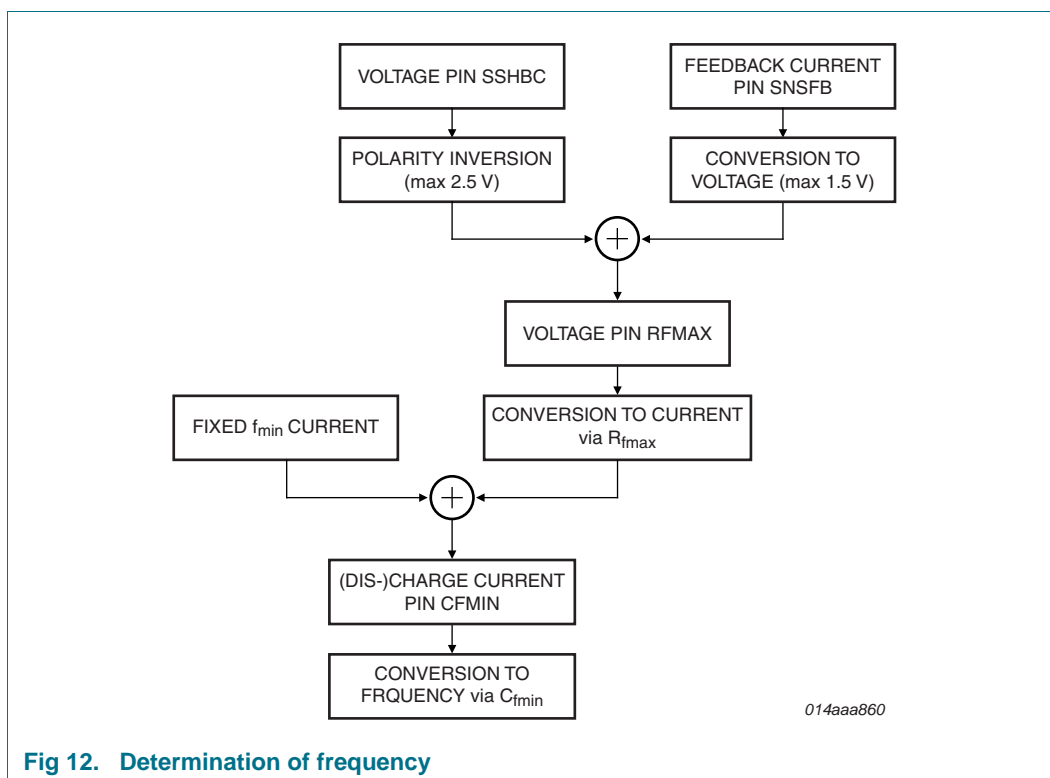 VOLTAGE PIN SSHBC
FEEDBACK CURRENT
PIN SNSFB
POLARITY INVERSION
(max 2.5 V)
CONVERSION TO
VOLTAGE (max 1.5 V)
VOLTAGE PIN RFMAX
FIXED fmin CURRENT
CONVERSION TO CURRENT
via Rfmax
(DIS-)CHARGE CURRENT
PIN CFMIN
CONVERSION TO
FRQUENCY via Cfmin
014aaa860
Fig 12. Determination of frequency